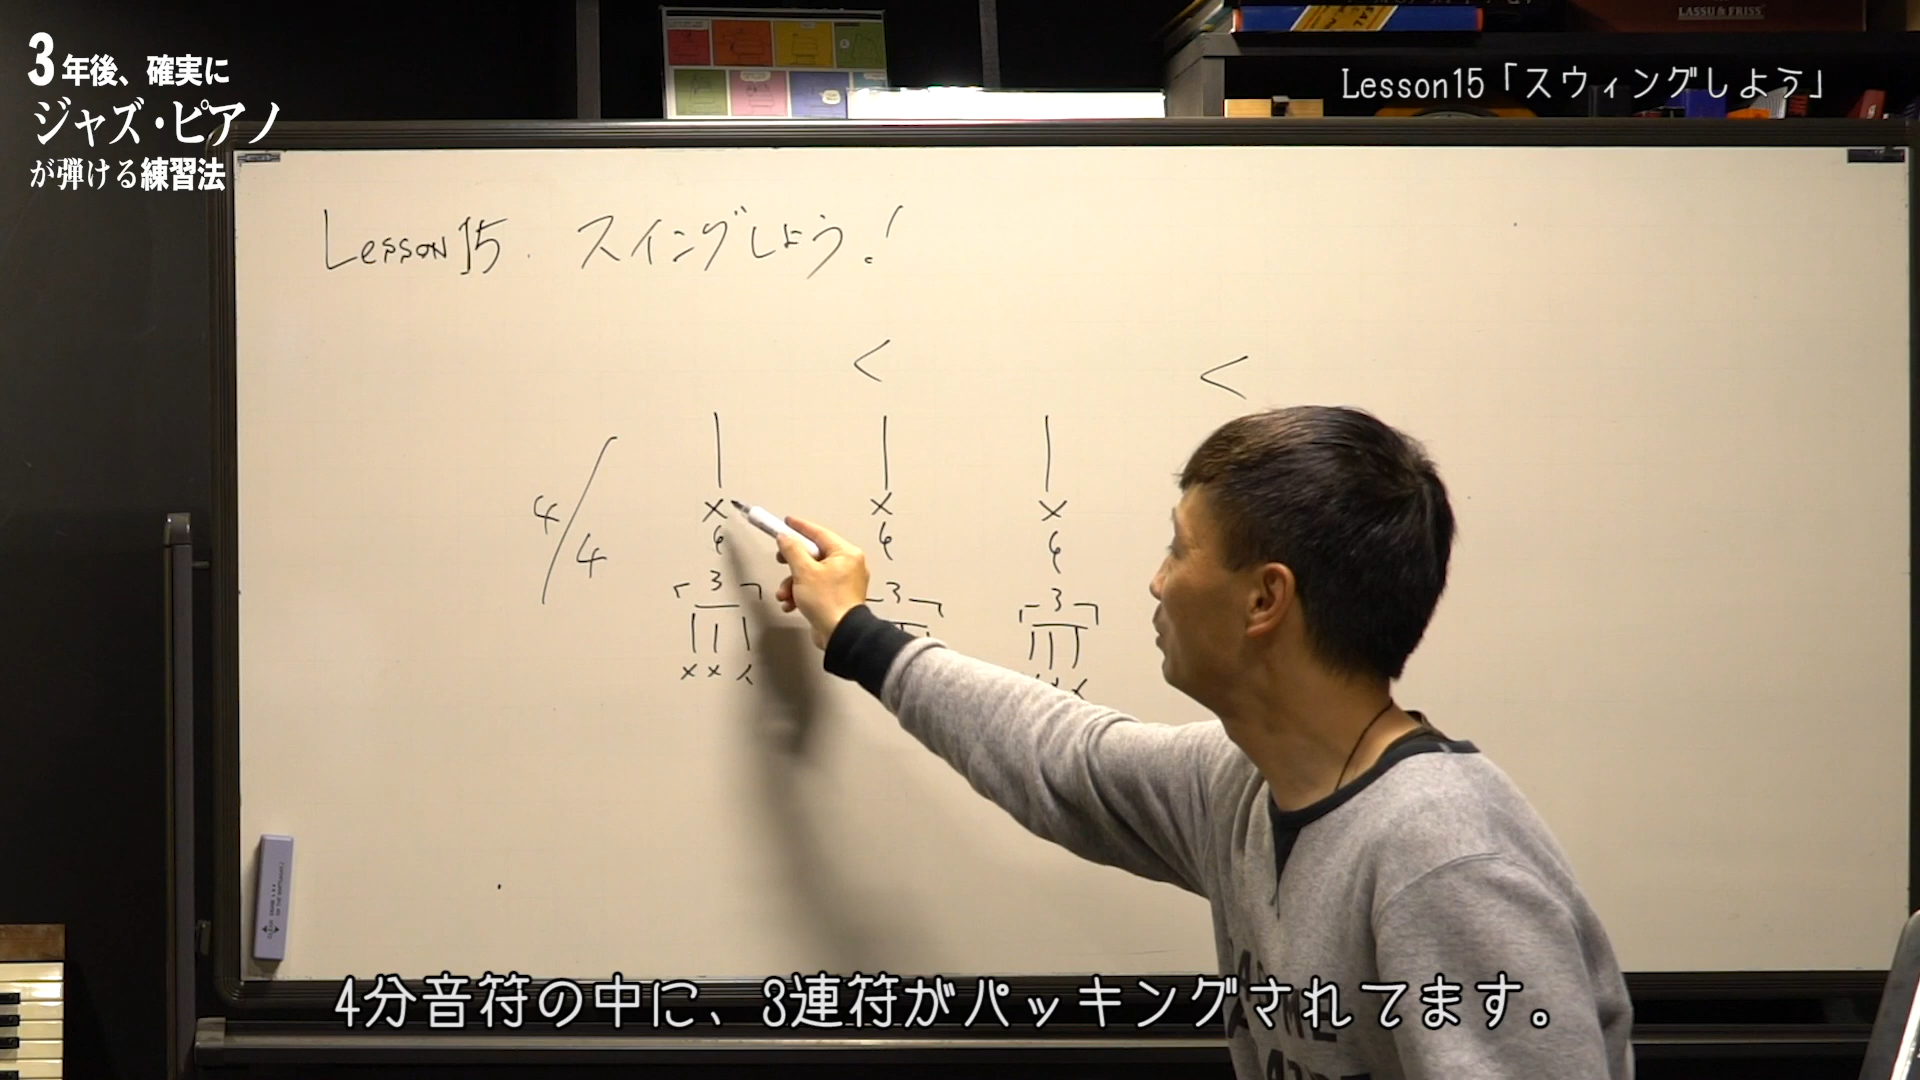 3年後、確実に
ジャズ・ピアノ
が弾ける練習法
LASSU & FRISS
Lesson15「スウィングしよう」
Lesson 15. スイングしよう!
< <
4/4
3 3 3
4分音符の中に、3連符がパッキングされてます。